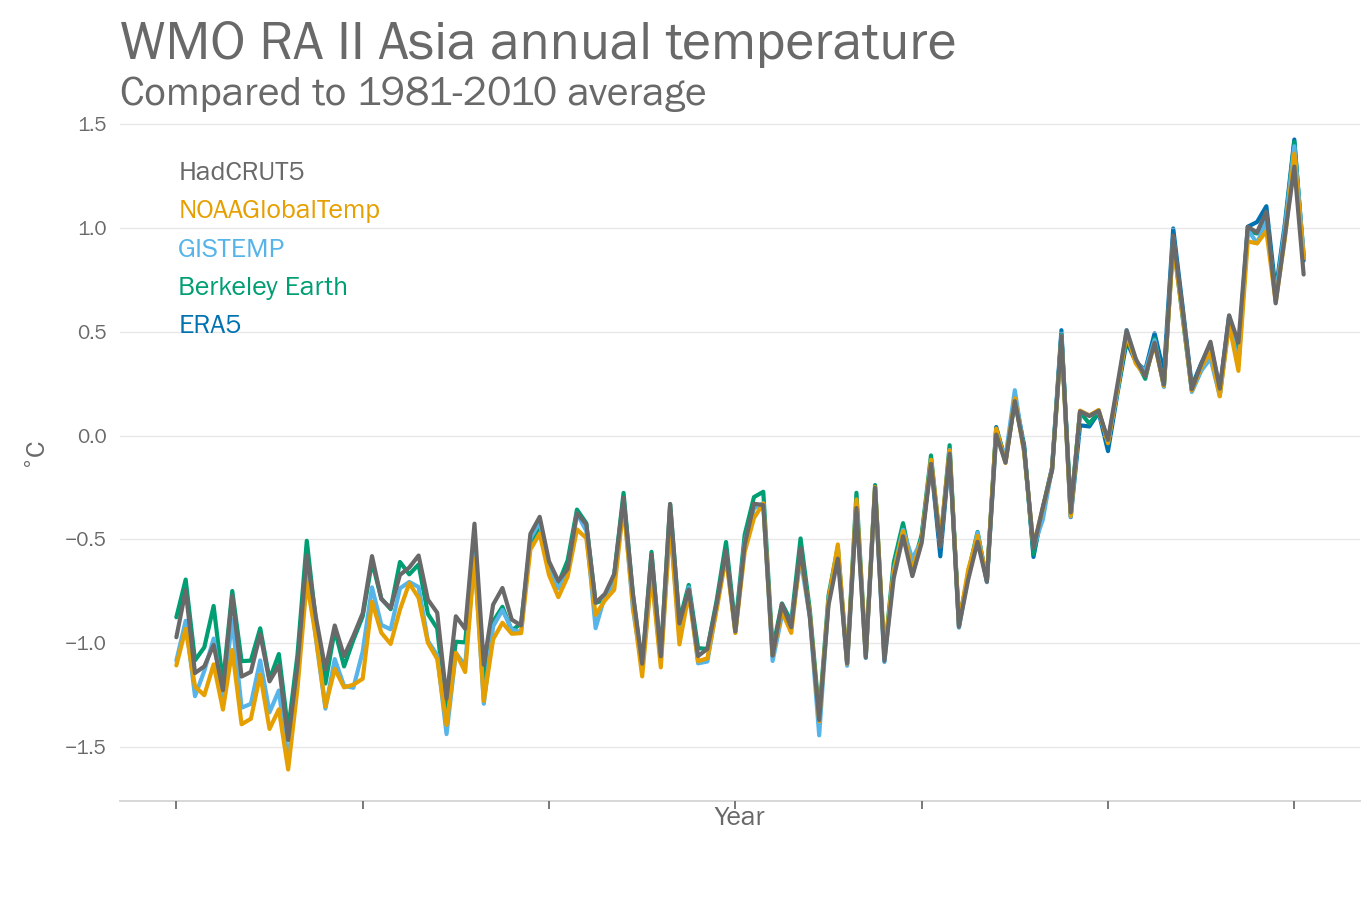 WMO RA II Asia annual temperature
Compared to 1981-2010 average
1.5
HadCRUT5
NOAAGlobalTemp
GISTEMP
Berkeley Earth
ERA5
1.0
0.5
0.0
°C
−0.5
−1.0
−1.5
Year